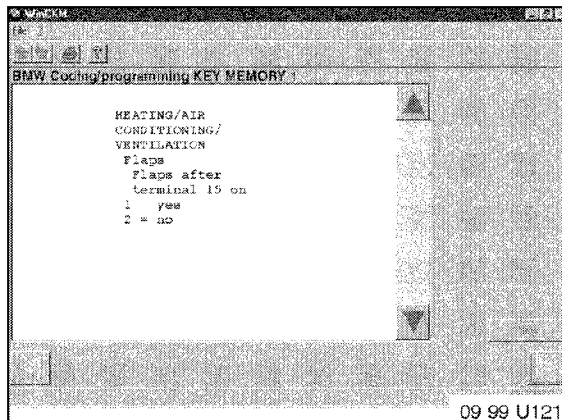 WinCKM
File ?
BMW Coding/programming KEY MEMORY
HEATING/AIR
CONDITIONING/
VENTILATION
Flaps
Flaps after
terminal 15 on
1 yes
2 = no
09 99 U121